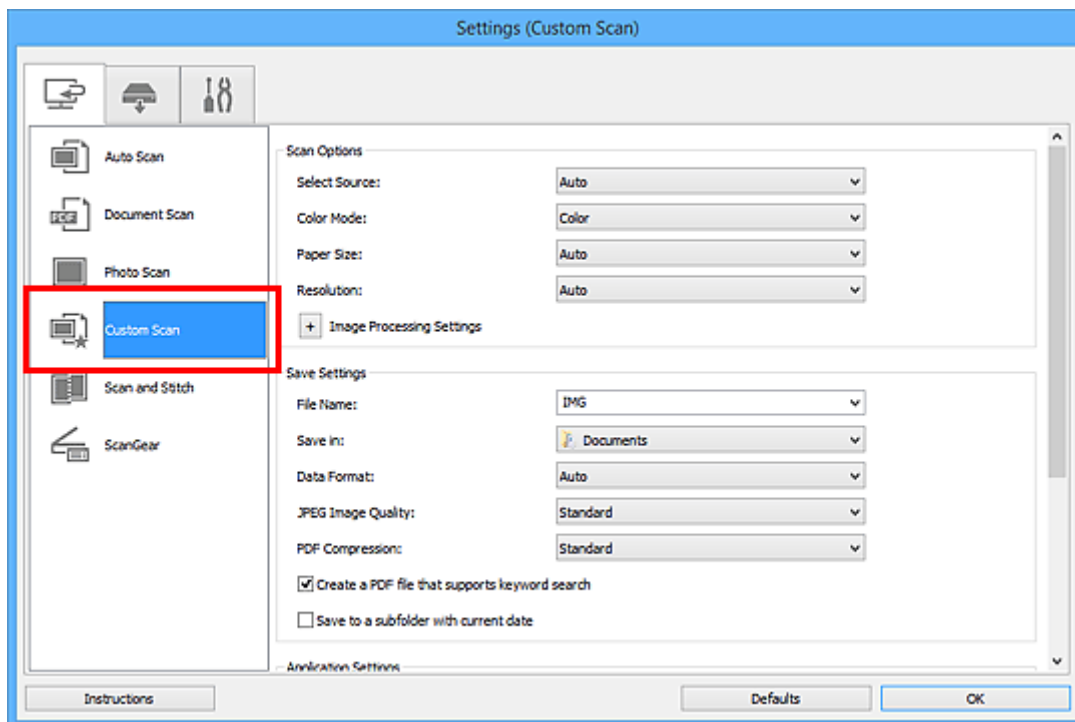 Settings (Custom Scan)
Auto Scan
PDF
Document Scan
Photo Scan
Custom Scan
Scan and Stitch
ScanGear
Scan Options
Select Source: Auto
Color Mode: Color
Paper Size: Auto
Resolution: Auto
+ Image Processing Settings
Save Settings
File Name: IMG
Save in: Documents
Data Format: Auto
JPEG Image Quality: Standard
PDF Compression: Standard
Create a PDF file that supports keyword search
Save to a subfolder with current date
Application Settings
Instructions Defaults OK